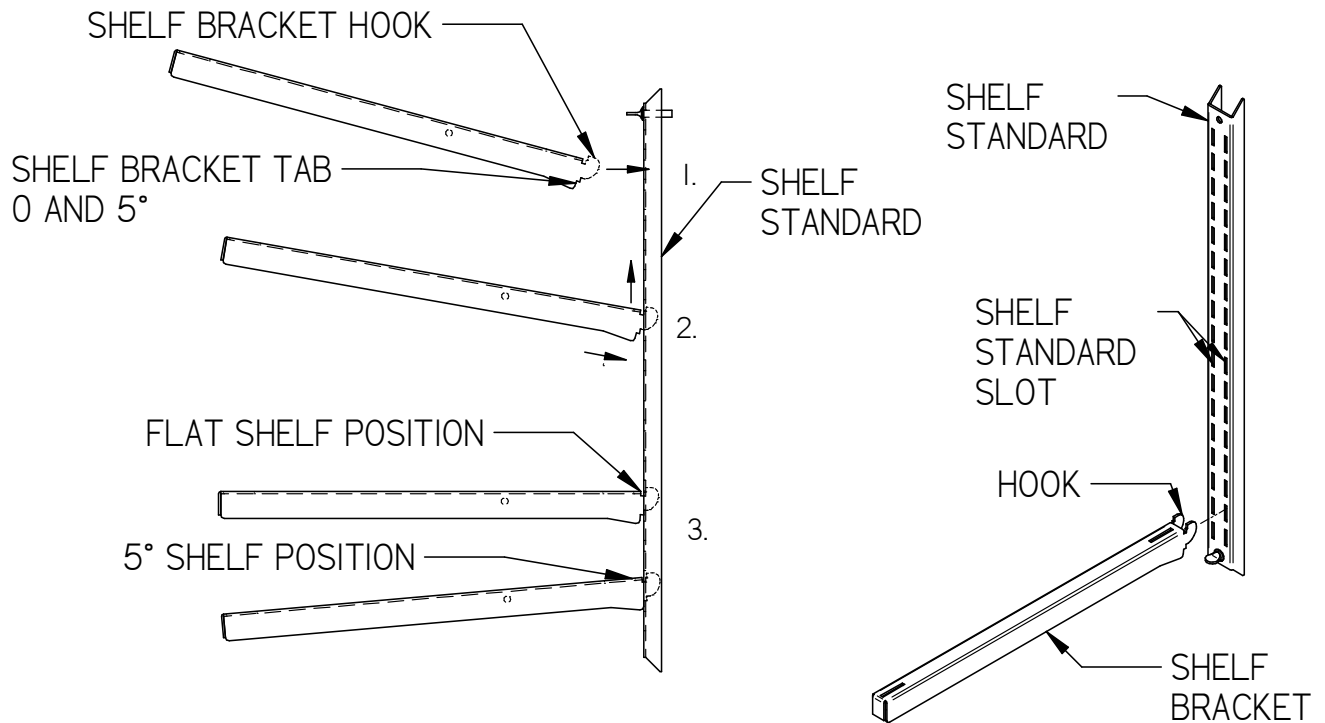 SHELF BRACKET HOOK
SHELF BRACKET TAB
0 AND 5°
1.
SHELF
STANDARD
2.
FLAT SHELF POSITION
5° SHELF POSITION
3.
SHELF
STANDARD
SHELF
STANDARD
SLOT
HOOK
SHELF
BRACKET